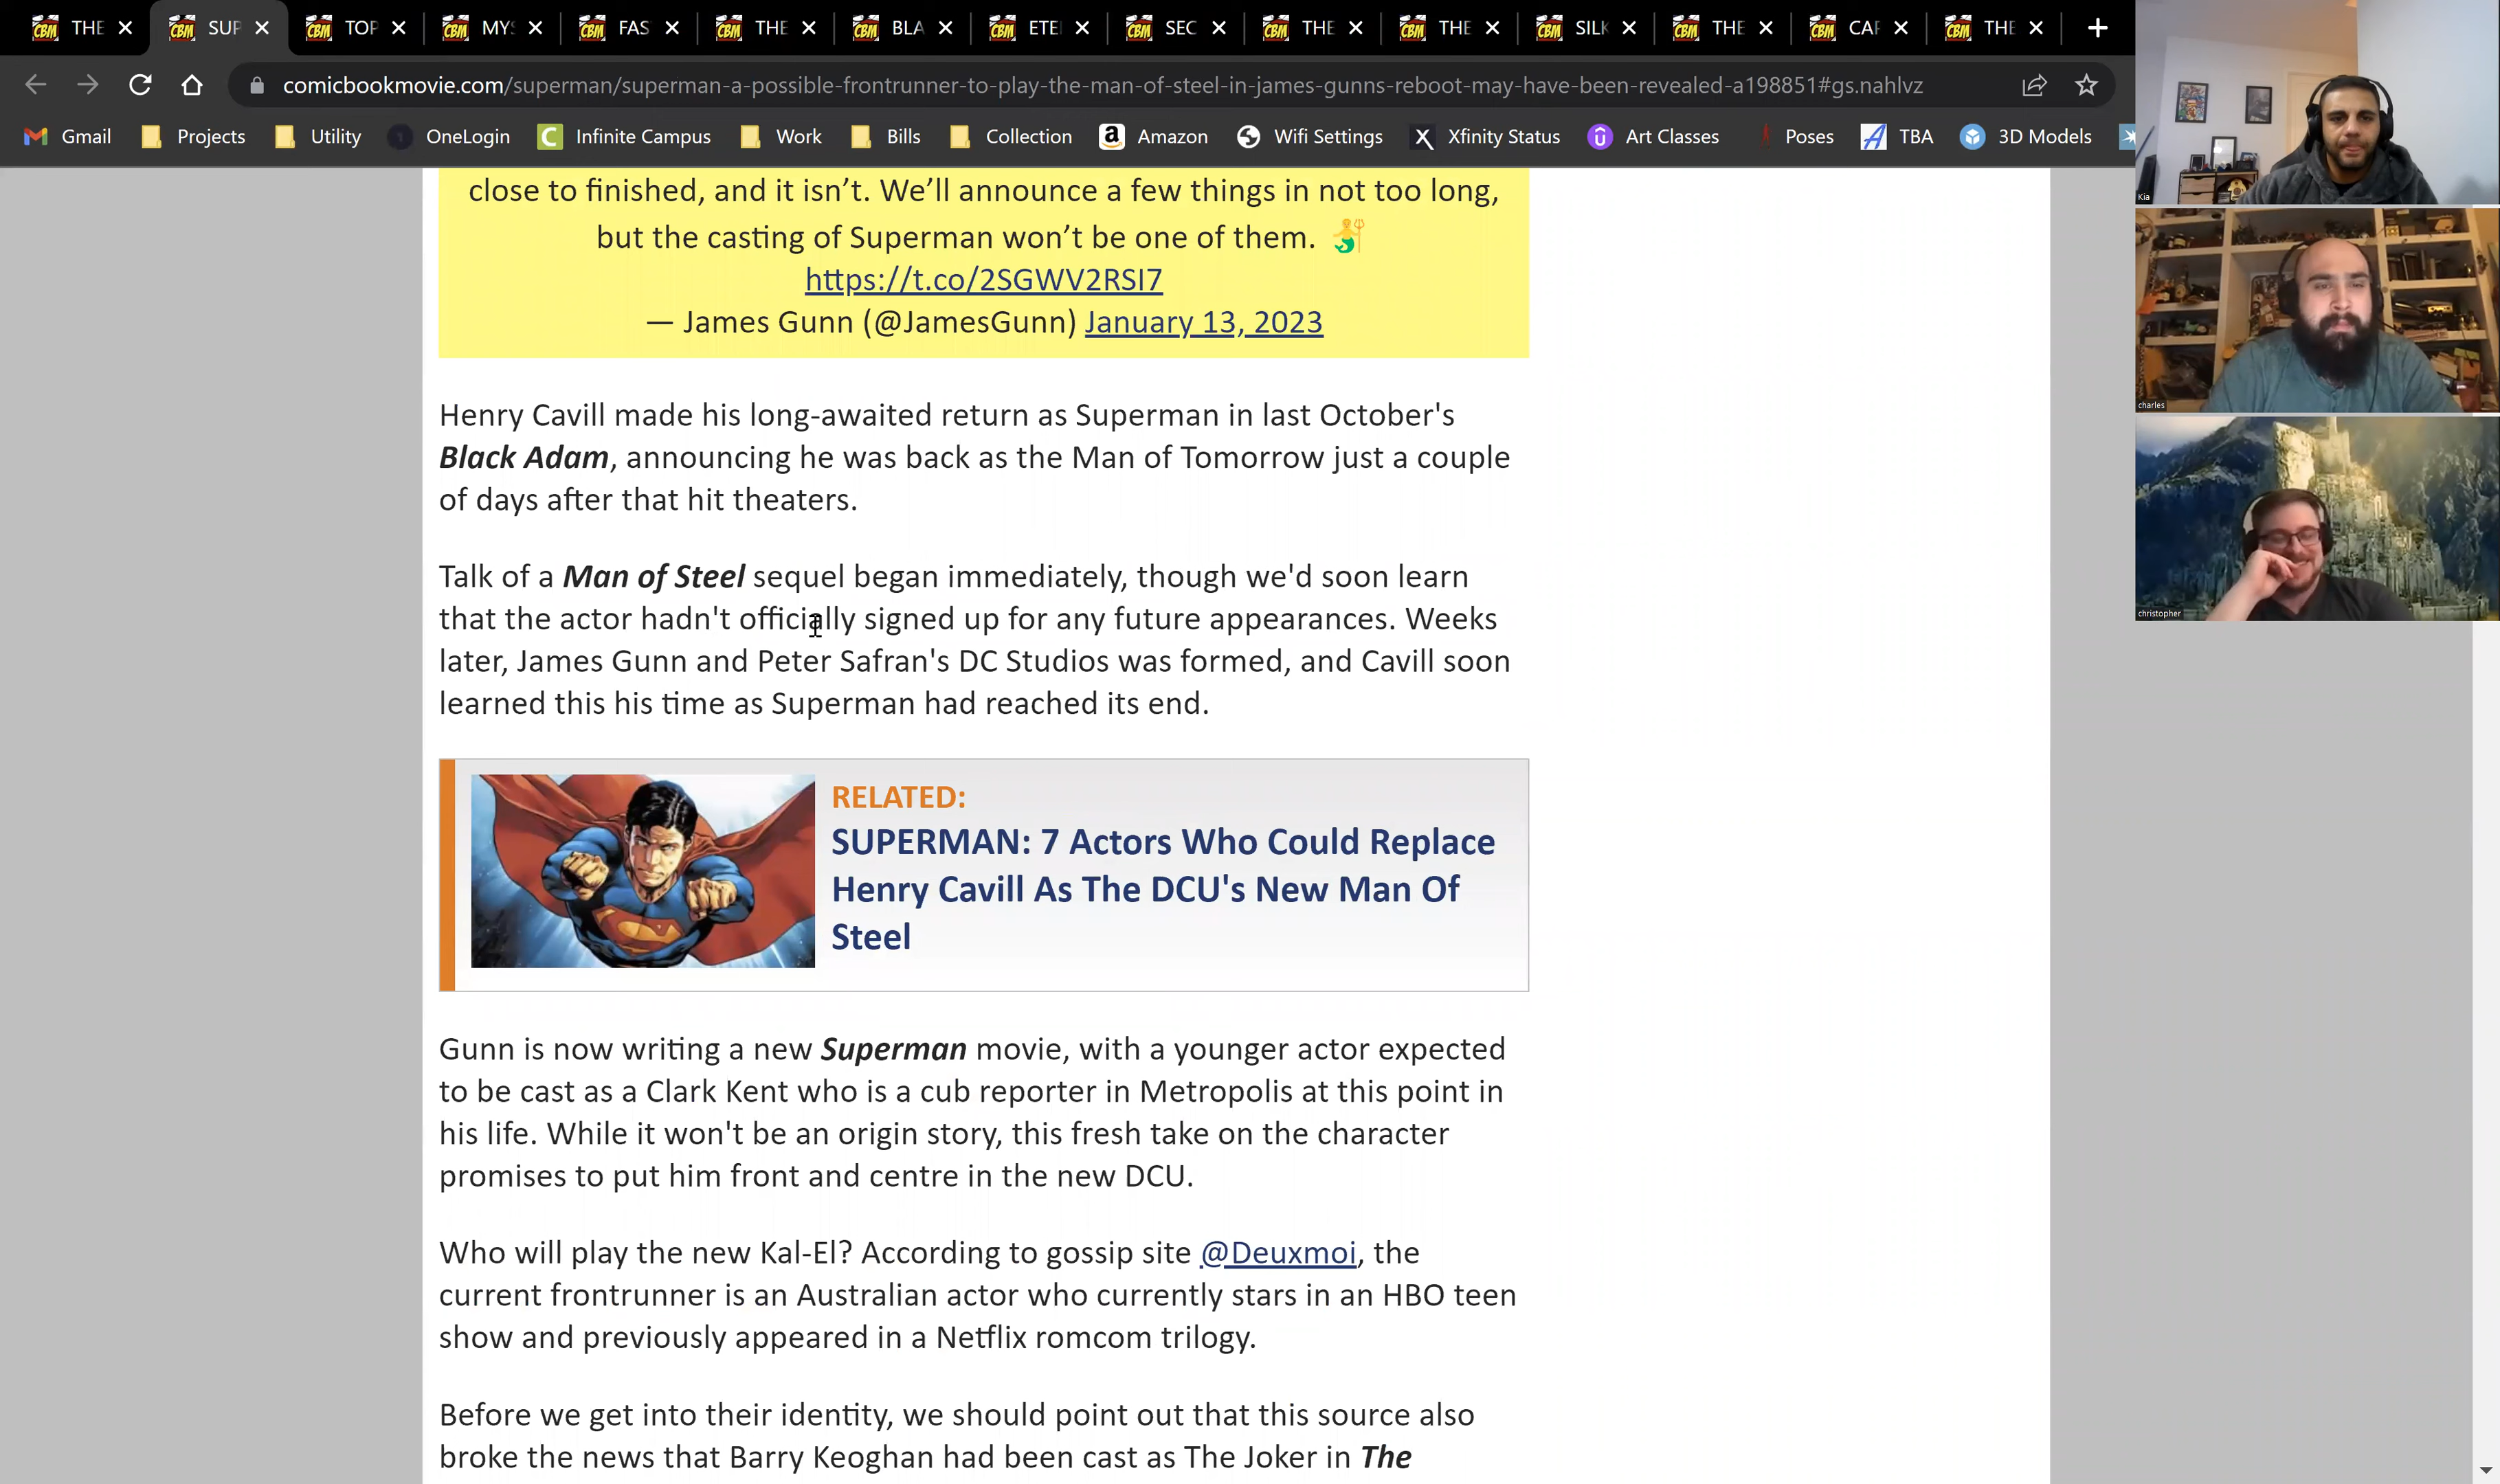 THE
SUP
TOP
MYS
FAS
THE
BLA
ETE
SEC
THE
THE
SILK
THE
CAP
THE
comicbookmovie.com/superman/superman-a-possible-frontrunner-to-play-the-man-of-steel-in-james-gunns-reboot-may-have-been-revealed-a198851#gs.nahlvz
Gmail
Projects
Utility
OneLogin
Infinite Campus
Work
Bills
Collection
Amazon
Wifi Settings
Xfinity Status
Art Classes
Poses
TBA
3D Models
Kia
charles
christopher
close to finished, and it isn’t. We’ll announce a few things in not too long,
but the casting of Superman won’t be one of them. 🧜
https://t.co/2SGWV2RSI7
— James Gunn (@JamesGunn) January 13, 2023
Henry Cavill made his long-awaited return as Superman in last October's
Black Adam, announcing he was back as the Man of Tomorrow just a couple
of days after that hit theaters.
Talk of a Man of Steel sequel began immediately, though we'd soon learn
that the actor hadn't officially signed up for any future appearances. Weeks
later, James Gunn and Peter Safran's DC Studios was formed, and Cavill soon
learned this his time as Superman had reached its end.
RELATED:
SUPERMAN: 7 Actors Who Could Replace
Henry Cavill As The DCU's New Man Of
Steel
Gunn is now writing a new Superman movie, with a younger actor expected
to be cast as a Clark Kent who is a cub reporter in Metropolis at this point in
his life. While it won't be an origin story, this fresh take on the character
promises to put him front and centre in the new DCU.
Who will play the new Kal-El? According to gossip site @Deuxmoi, the
current frontrunner is an Australian actor who currently stars in an HBO teen
show and previously appeared in a Netflix romcom trilogy.
Before we get into their identity, we should point out that this source also
broke the news that Barry Keoghan had been cast as The Joker in The